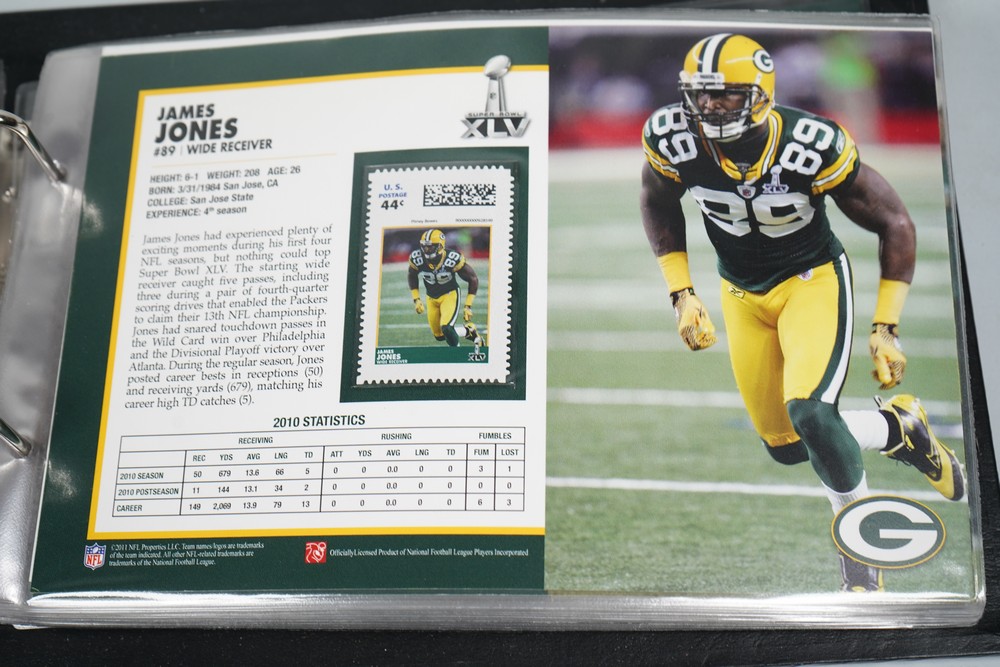 JAMES
JONES
#89 | WIDE RECEIVER
SUPER BOWL
XLV
HEIGHT: 6-1 WEIGHT: 208 AGE: 26
BORN: 3/31/1984 San Jose, CA
COLLEGE: San Jose State
EXPERIENCE: 4th season
James Jones had experienced plenty of
exciting moments during his first four
NFL seasons, but nothing could top
Super Bowl XLV. The starting wide
receiver caught five passes, including
three during a pair of fourth-quarter
scoring drives that enabled the Packers
to claim their 13th NFL championship.
Jones had snared touchdown passes in
the Wild Card win over Philadelphia
and the Divisional Playoff victory over
Atlanta. During the regular season, Jones
posted career bests in receptions (50)
and receiving yards (679), matching his
career high TD catches (5).
U.S.
POSTAGE
44¢
JAMES
JONES
WIDE RECEIVER
XLV
2010 STATISTICS
RECEIVING RUSHING FUMBLES
REC YDS AVG LNG TD ATT YDS AVG LNG TD FUM LOST
2010 SEASON 50 679 13.6 66 5 0 0 0.0 0 0 3 1
2010 POSTSEASON 11 144 13.1 34 2 0 0 0.0 0 0 0 0
CAREER 149 2,069 13.9 79 13 0 0 0.0 0 0 6 3
NFL
©2011 NFL Properties LLC. Team names/logos are trademarks
of the team indicated. All other NFL-related trademarks are
trademarks of the National Football League.
OfficiallyLicensed Product of National Football League Players Incorporated
G
89
89
89
G